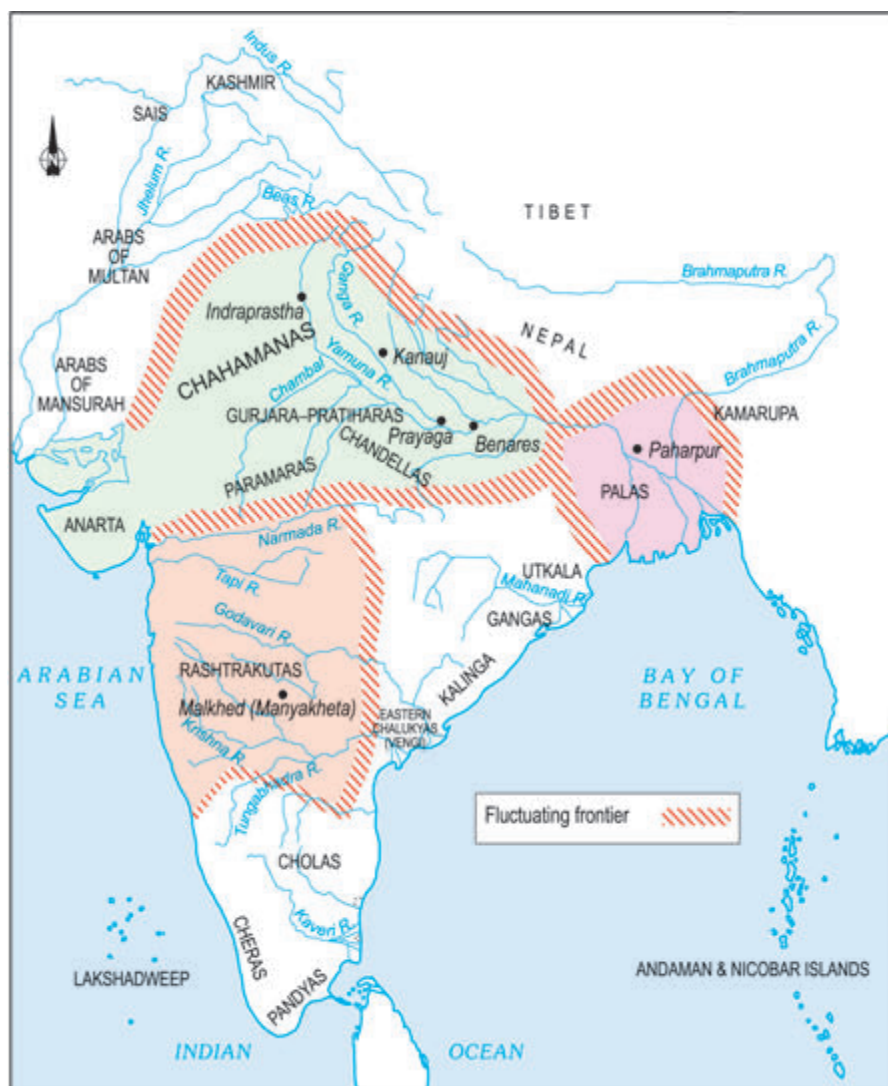 Indus R.
KASHMIR
SAIS
N
Jhelum R.
Beas R.
TIBET
ARABS
OF
MULTAN
Brahmaputra R.
Indraprastha
Ganga R.
NEPAL
Brahmaputra R.
CHAHAMANAS
Kanauj
Yamuna R.
ARABS
OF
MANSURAH
Chambal
GURJARA–PRATIHARAS
Prayaga
Benares
KAMARUPA
CHANDELLAS
Paharpur
PARAMARAS
PALAS
ANARTA
Narmada R.
Tapi R.
UTKALA
Mahanadi R.
GANGAS
Godavari R.
KALINGA
ARABIAN
SEA
RASHTRAKUTAS
Malkhed (Manyakheta)
BAY OF
BENGAL
EASTERN
CHALUKYAS
(VENGI)
Krishna R.
Tungabhadra R.
Fluctuating frontier
CHOLAS
Kaveri R.
CHERAS
LAKSHADWEEP
PANDYAS
ANDAMAN & NICOBAR ISLANDS
INDIAN OCEAN